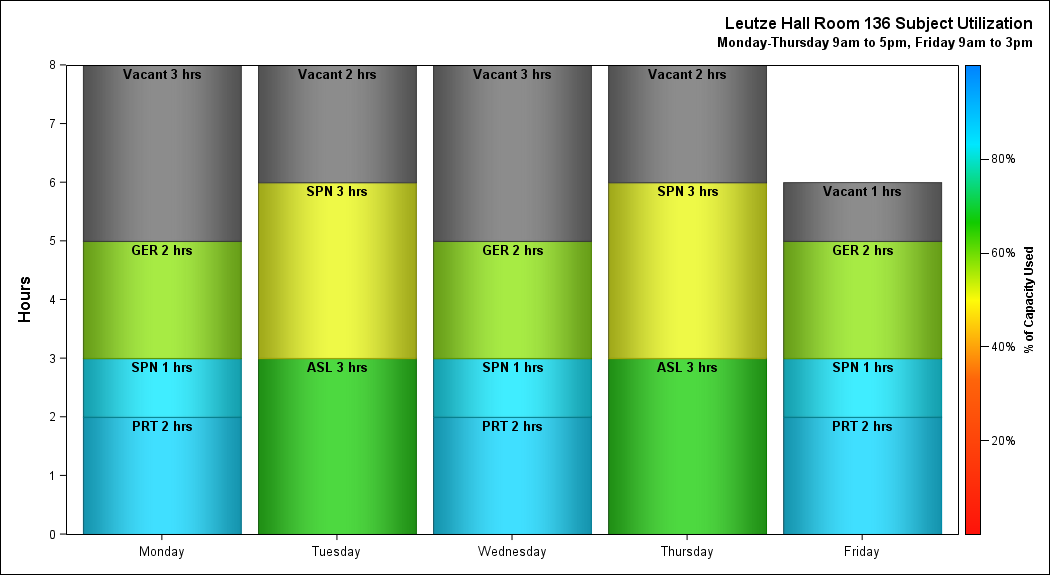 Leutze Hall Room 136 Subject Utilization
Monday-Thursday 9am to 5pm, Friday 9am to 3pm
8
7
6
5
4
3
2
1
0
Hours
Vacant 3 hrs
GER 2 hrs
SPN 1 hrs
PRT 2 hrs
Vacant 2 hrs
SPN 3 hrs
ASL 3 hrs
Vacant 3 hrs
GER 2 hrs
SPN 1 hrs
PRT 2 hrs
Vacant 2 hrs
SPN 3 hrs
ASL 3 hrs
Vacant 1 hrs
GER 2 hrs
SPN 1 hrs
PRT 2 hrs
Monday
Tuesday
Wednesday
Thursday
Friday
80%
60%
40%
20%
% of Capacity Used